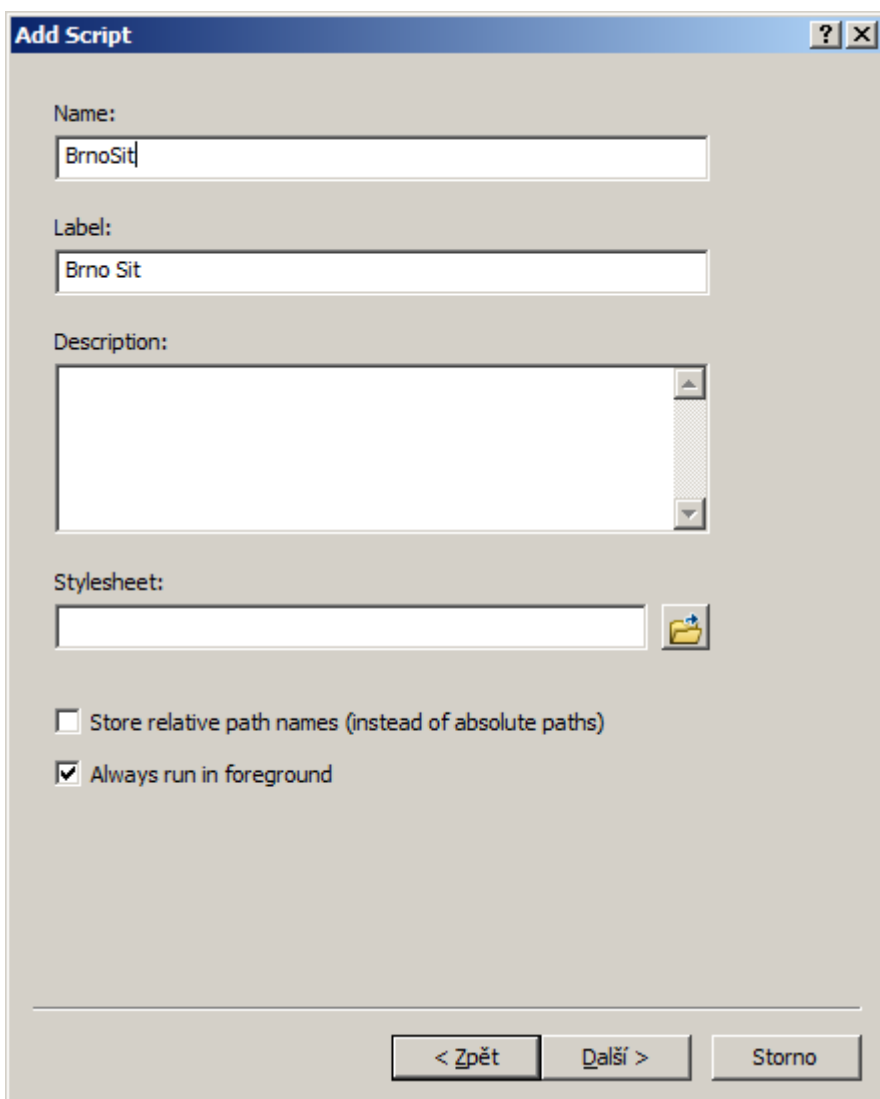 Add Script
Name:
BrnoSit
Label:
Brno Sit
Description:
Stylesheet:
Store relative path names (instead of absolute paths)
Always run in foreground
< Zpět
Další >
Storno